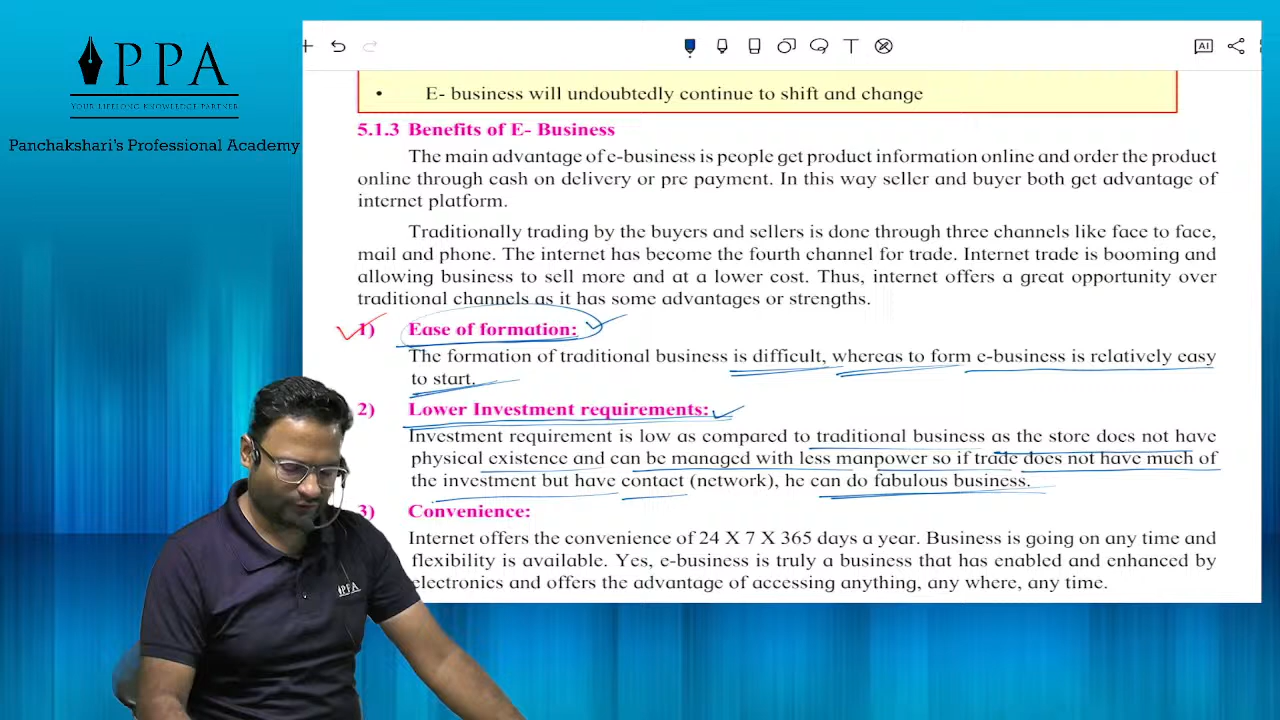 PPA
YOUR LIFELONG KNOWLEDGE PARTNER
Panchakshari's Professional Academy
AI
• E- business will undoubtedly continue to shift and change
5.1.3 Benefits of E- Business
The main advantage of e-business is people get product information online and order the product
online through cash on delivery or pre payment. In this way seller and buyer both get advantage of
internet platform.
Traditionally trading by the buyers and sellers is done through three channels like face to face,
mail and phone. The internet has become the fourth channel for trade. Internet trade is booming and
allowing business to sell more and at a lower cost. Thus, internet offers a great opportunity over
traditional channels as it has some advantages or strengths.
1) Ease of formation:
The formation of traditional business is difficult, whereas to form e-business is relatively easy
to start.
2) Lower Investment requirements:
Investment requirement is low as compared to traditional business as the store does not have
physical existence and can be managed with less manpower so if trade does not have much of
the investment but have contact (network), he can do fabulous business.
3) Convenience:
Internet offers the convenience of 24 X 7 X 365 days a year. Business is going on any time and
flexibility is available. Yes, e-business is truly a business that has enabled and enhanced by
electronics and offers the advantage of accessing anything, any where, any time.
PPA